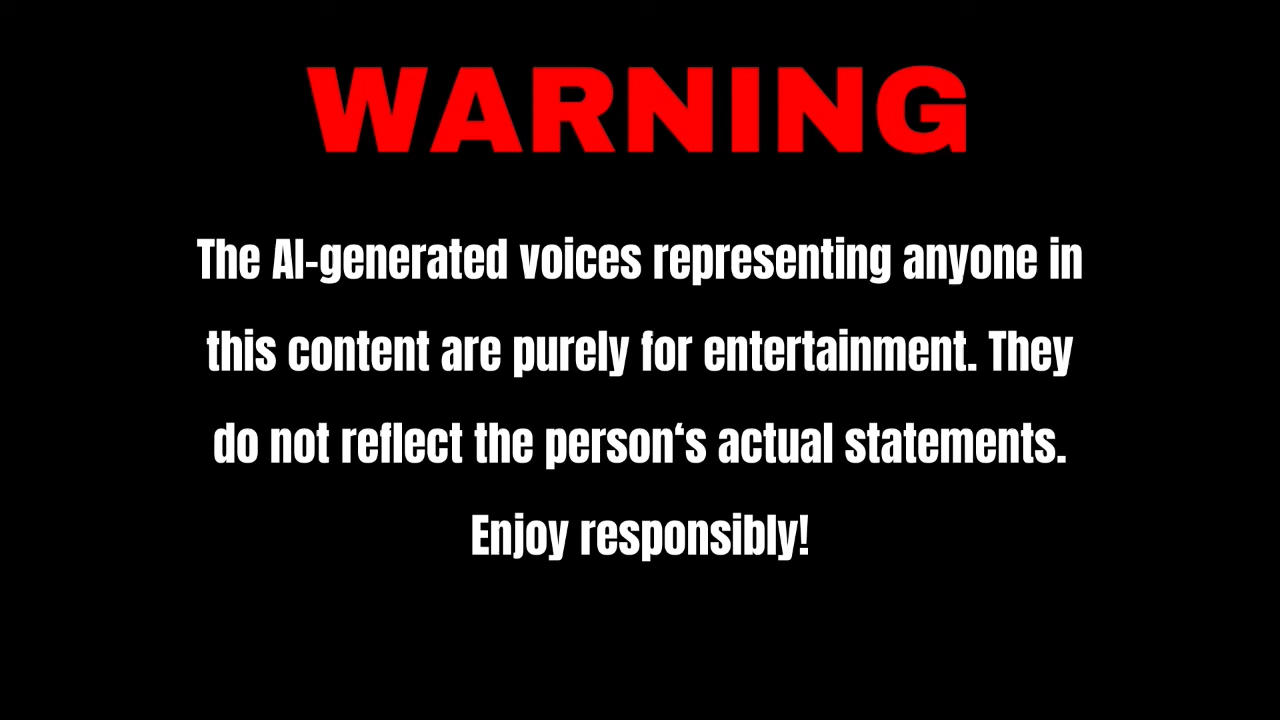 WARNING
The AI-generated voices representing anyone in
this content are purely for entertainment. They
do not reflect the person‘s actual statements.
Enjoy responsibly!